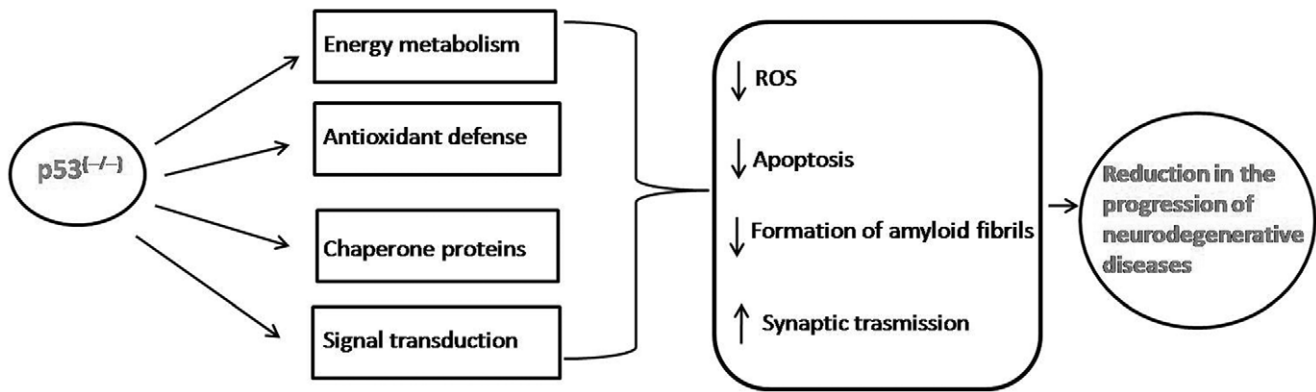 p53(−/−)
Energy metabolism
Antioxidant defense
Chaperone proteins
Signal transduction
↓ ROS
↓ Apoptosis
↓ Formation of amyloid fibrils
↑ Synaptic trasmission
Reduction in the
progression of
neurodegenerative
diseases